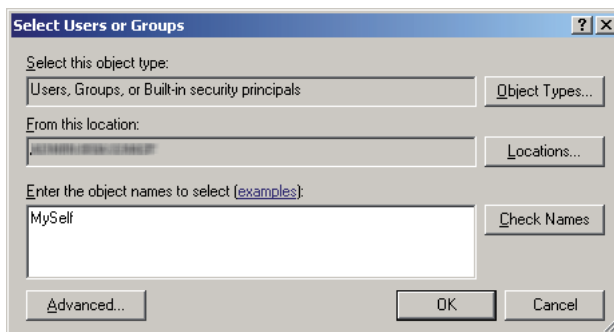 Select Users or Groups
Select this object type:
Users, Groups, or Built-in security principals
Object Types...
From this location:
Locations...
Enter the object names to select (examples):
MySelf
Check Names
Advanced...
OK
Cancel